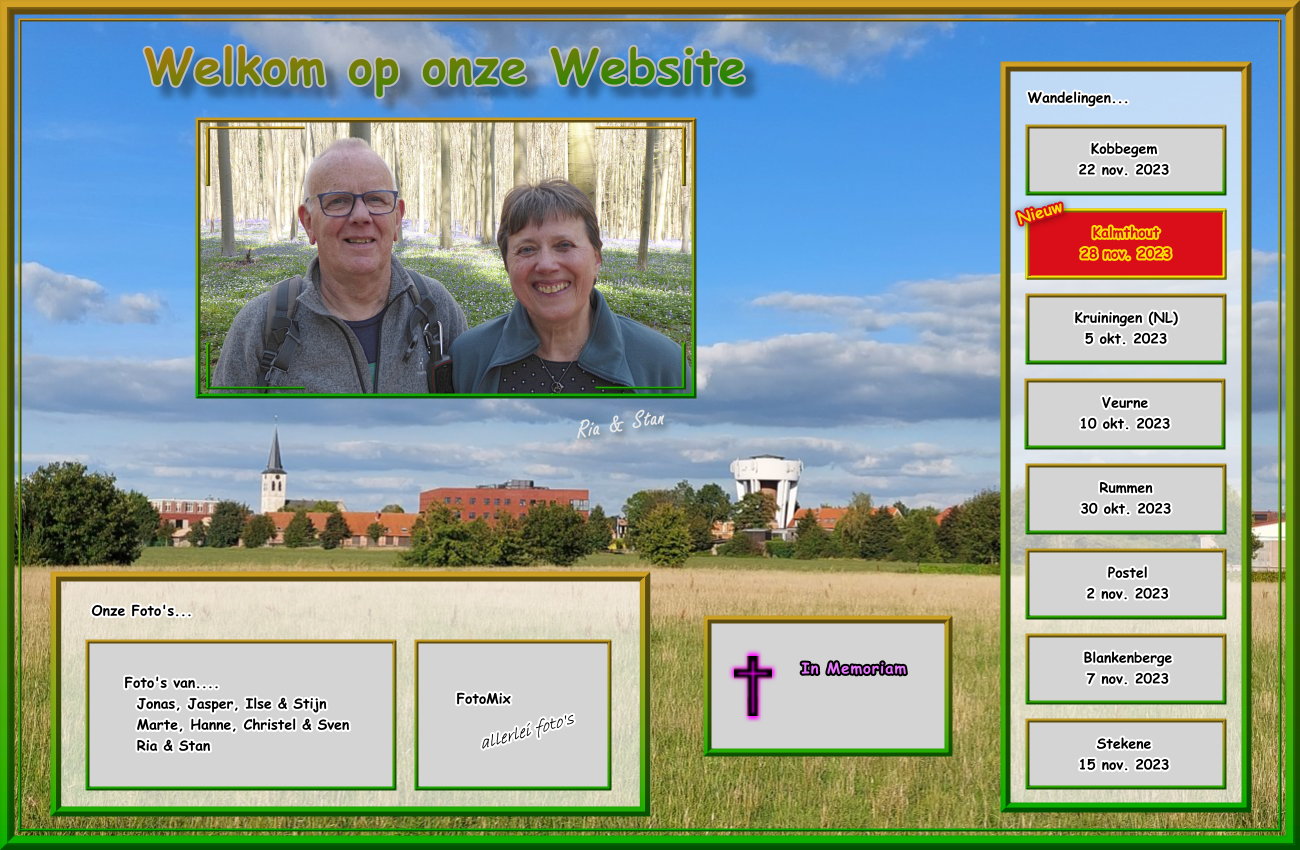 Welkom op onze Website
Ria & Stan
Wandelingen...
Kobbegem
22 nov. 2023
Nieuw
Kalmthout
28 nov. 2023
Kruiningen (NL)
5 okt. 2023
Veurne
10 okt. 2023
Rummen
30 okt. 2023
Postel
2 nov. 2023
Blankenberge
7 nov. 2023
Stekene
15 nov. 2023
Onze Foto's...
Foto's van....
Jonas, Jasper, Ilse & Stijn
Marte, Hanne, Christel & Sven
Ria & Stan
FotoMix
allerlei foto's
In Memoriam